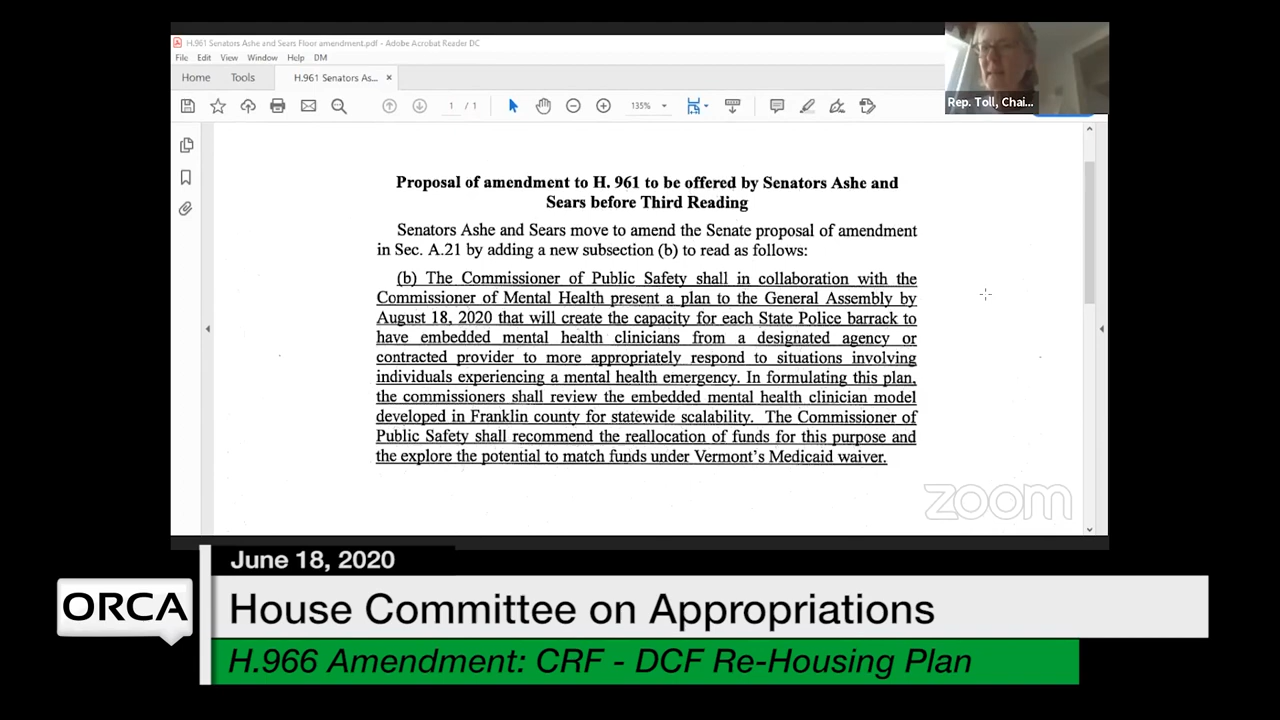 H.961 Senators Ashe and Sears Floor amendment.pdf - Adobe Acrobat Reader DC
File Edit View Window Help DM
Home Tools H.961 Senators As... ×
1 / 1 135%
Rep. Toll, Chai...
Proposal of amendment to H. 961 to be offered by Senators Ashe and
Sears before Third Reading
Senators Ashe and Sears move to amend the Senate proposal of amendment
in Sec. A.21 by adding a new subsection (b) to read as follows:
(b) The Commissioner of Public Safety shall in collaboration with the
Commissioner of Mental Health present a plan to the General Assembly by
August 18, 2020 that will create the capacity for each State Police barrack to
have embedded mental health clinicians from a designated agency or
contracted provider to more appropriately respond to situations involving
individuals experiencing a mental health emergency. In formulating this plan,
the commissioners shall review the embedded mental health clinician model
developed in Franklin county for statewide scalability. The Commissioner of
Public Safety shall recommend the reallocation of funds for this purpose and
the explore the potential to match funds under Vermont's Medicaid waiver.
zoom
June 18, 2020
ORCA
House Committee on Appropriations
H.966 Amendment: CRF - DCF Re-Housing Plan